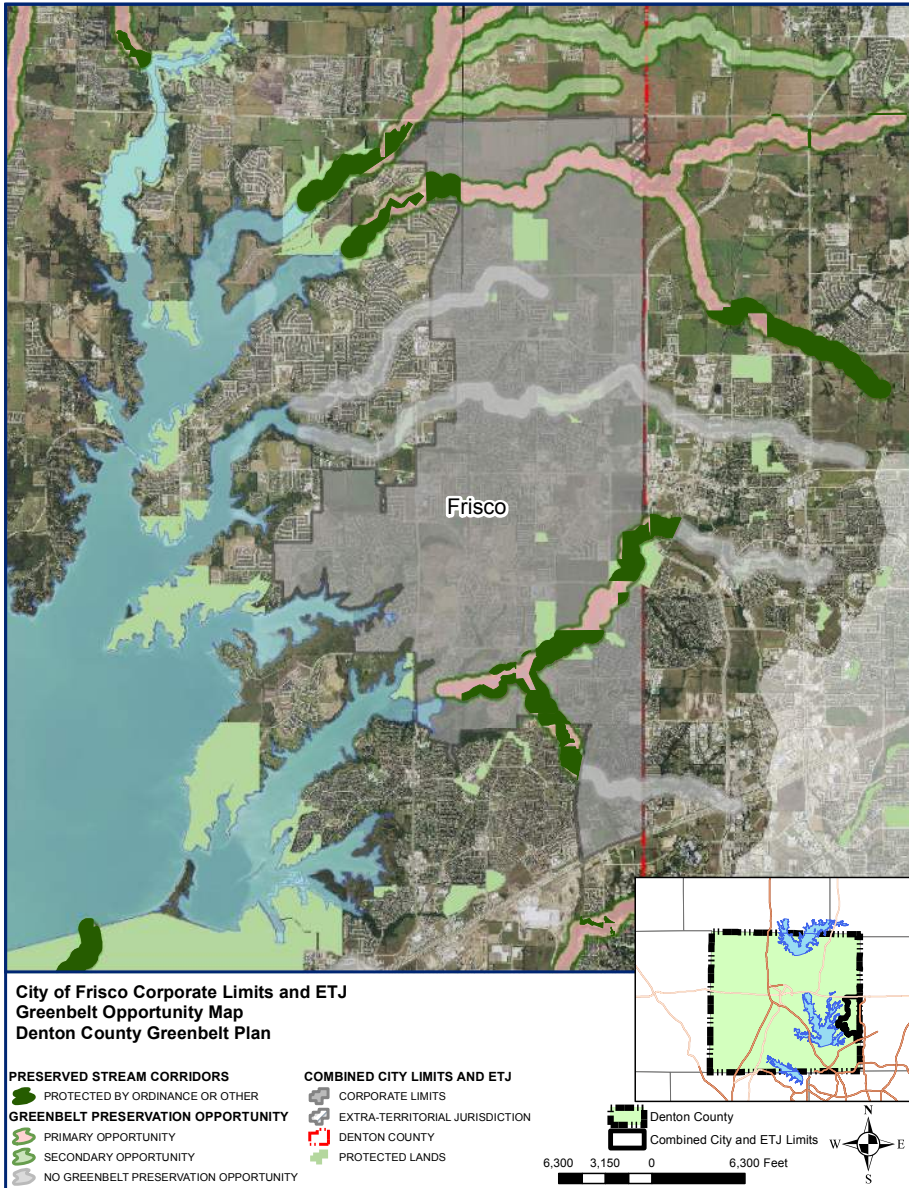 Frisco
City of Frisco Corporate Limits and ETJ
Greenbelt Opportunity Map
Denton County Greenbelt Plan
PRESERVED STREAM CORRIDORS
PROTECTED BY ORDINANCE OR OTHER
GREENBELT PRESERVATION OPPORTUNITY
PRIMARY OPPORTUNITY
SECONDARY OPPORTUNITY
NO GREENBELT PRESERVATION OPPORTUNITY
COMBINED CITY LIMITS AND ETJ
CORPORATE LIMITS
EXTRA-TERRITORIAL JURISDICTION
DENTON COUNTY
PROTECTED LANDS
Denton County
Combined City and ETJ Limits
N
W E
S
6,300 3,150 0 6,300 Feet